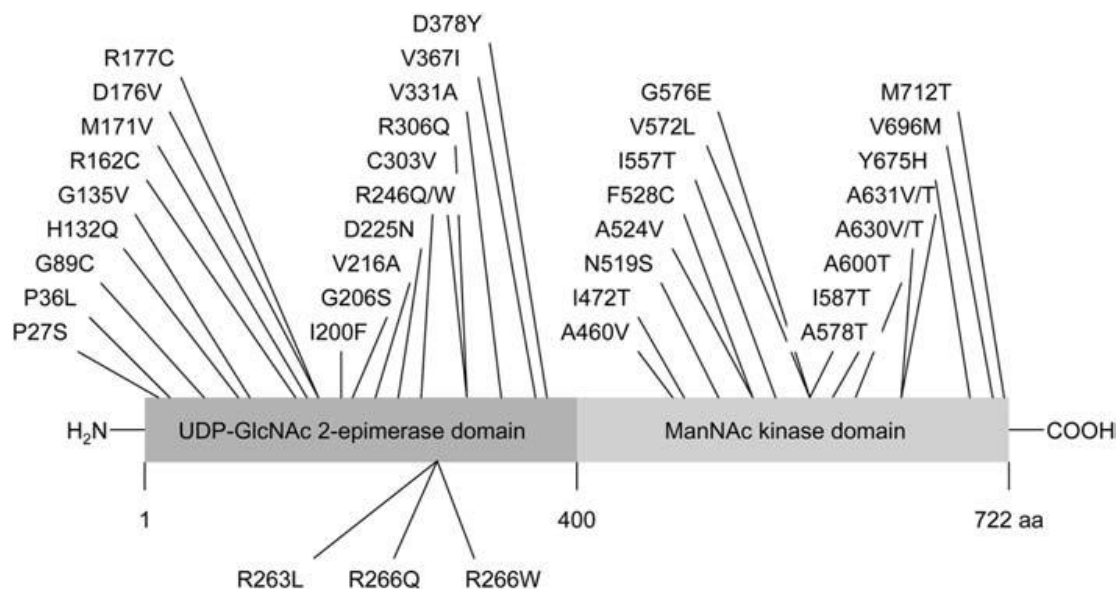 D378Y
R177C
V367I
D176V
V331A
G576E
M712T
M171V
R306Q
V572L
V696M
R162C
C303V
I557T
Y675H
G135V
R246Q/W
F528C
A631V/T
H132Q
D225N
A524V
A630V/T
G89C
V216A
N519S
A600T
P36L
G206S
I472T
I587T
P27S
I200F
A460V
A578T
H2N
UDP-GlcNAc 2-epimerase domain
ManNAc kinase domain
COOH
1
400
722 aa
R263L
R266Q
R266W